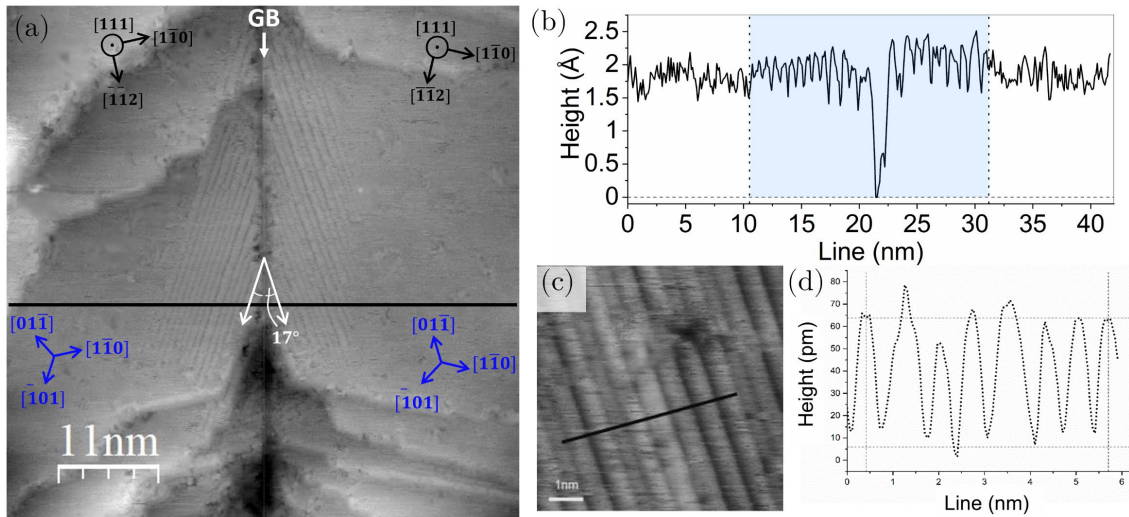 (a)
GB
[111]
[11̅0]
[1̅1̅2]
[111]
[11̅0]
[1̅1̅2]
17°
[011̅]
[11̅0]
[1̅01]
[011̅]
[11̅0]
[1̅01]
11nm
(b)
Height (Å)
2.5
2
1.5
1
0.5
0
0 5 10 15 20 25 30 35 40
Line (nm)
(c)
1nm
(d)
Height (pm)
80
70
60
50
40
30
20
10
0
0 1 2 3 4 5 6
Line (nm)